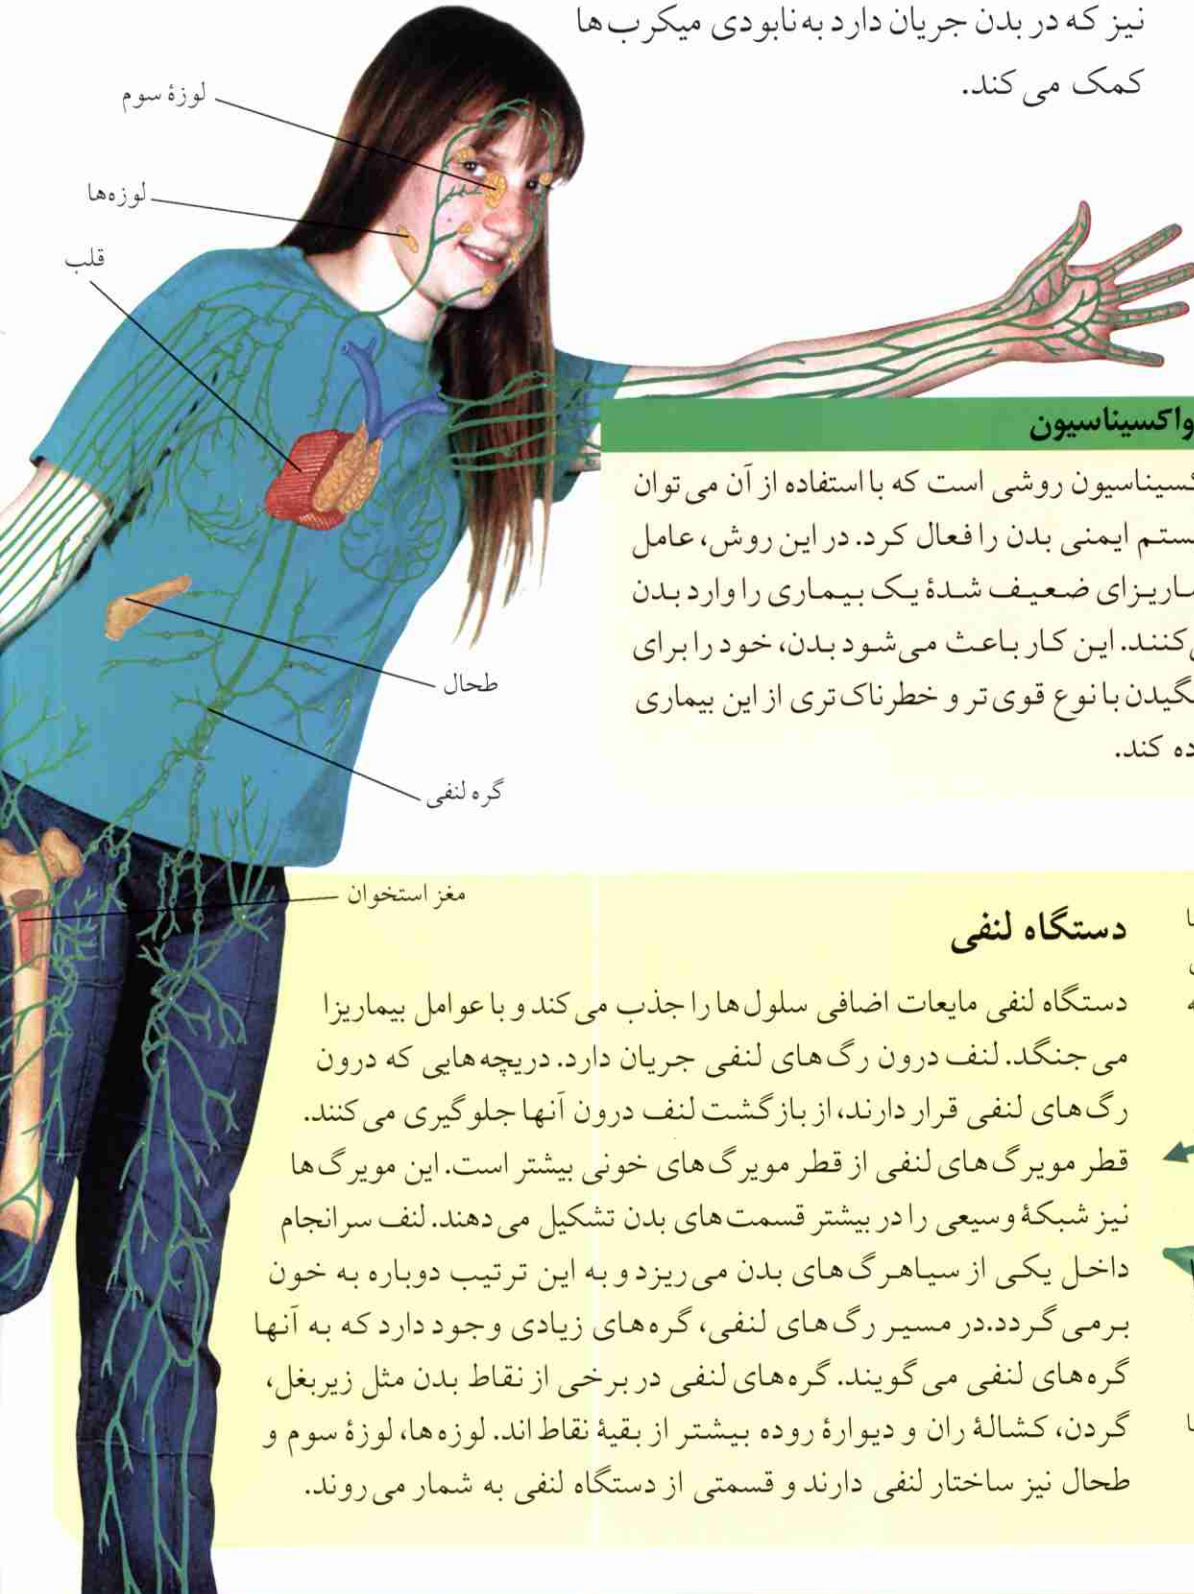 نیز که در بدن جریان دارد به نابودی میکرب‌ها
کمک می‌کند.
لوزهٔ سوم
لوزه‌ها
قلب
واکسیناسیون
روشی است که با استفاده از آن می‌توان
ایمنی بدن را فعال کرد. در این روش، عامل
ضعیف شدهٔ یک بیماری را وارد بدن
کنند. این کار باعث می‌شود بدن، خود را برای
با نوع قوی‌تر و خطرناک‌تری از این بیماری
کند.
طحال
گره لنفی
مغز استخوان
دستگاه لنفی
دستگاه لنفی مایعات اضافی سلول‌ها را جذب می‌کند و با عوامل بیماریزا
می‌جنگد. لنف درون رگ‌های لنفی جریان دارد. دریچه‌هایی که درون
رگ‌های لنفی قرار دارند، از بازگشت لنف درون آنها جلوگیری می‌کنند.
قطر مویرگ‌های لنفی از قطر مویرگ‌های خونی بیشتر است. این مویرگ‌ها
نیز شبکهٔ وسیعی را در بیشتر قسمت‌های بدن تشکیل می‌دهند. لنف سرانجام
داخل یکی از سیاهرگ‌های بدن می‌ریزد و به این ترتیب دوباره به خون
برمی‌گردد.در مسیر رگ‌های لنفی، گره‌های زیادی وجود دارد که به آنها
گره‌های لنفی می‌گویند. گره‌های لنفی در برخی از نقاط بدن مثل زیربغل،
گردن، کشالهٔ ران و دیوارهٔ روده بیشتر از بقیهٔ نقاط‌اند. لوزه‌ها، لوزهٔ سوم و
طحال نیز ساختار لنفی دارند و قسمتی از دستگاه لنفی به شمار می‌روند.